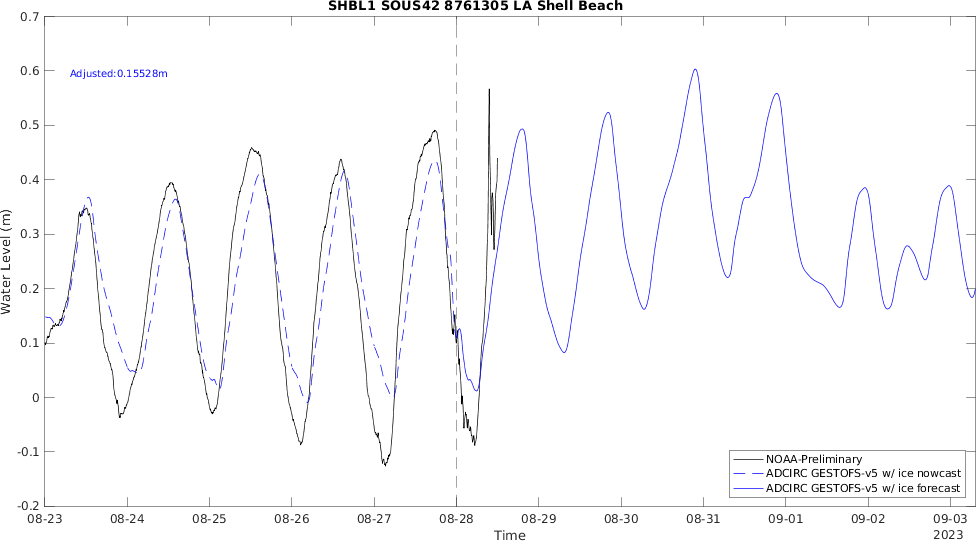 SHBL1 SOUS42 8761305 LA Shell Beach
Adjusted:0.15528m
Water Level (m)
0.7
0.6
0.5
0.4
0.3
0.2
0.1
0
-0.1
-0.2
NOAA-Preliminary
ADCIRC GESTOFS-v5 w/ ice nowcast
ADCIRC GESTOFS-v5 w/ ice forecast
08-23 08-24 08-25 08-26 08-27 08-28 08-29 08-30 08-31 09-01 09-02 09-03
Time 2023